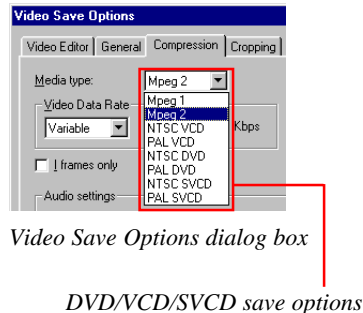 Video Save Options
Video Editor General Compression Cropping
Media type: Mpeg 2
Mpeg 1
Mpeg 2
NTSC VCD
PAL VCD
NTSC DVD
PAL DVD
NTSC SVCD
PAL SVCD
Video Data Rate
Variable Kbps
I frames only
Audio settings
Video Save Options dialog box
DVD/VCD/SVCD save options